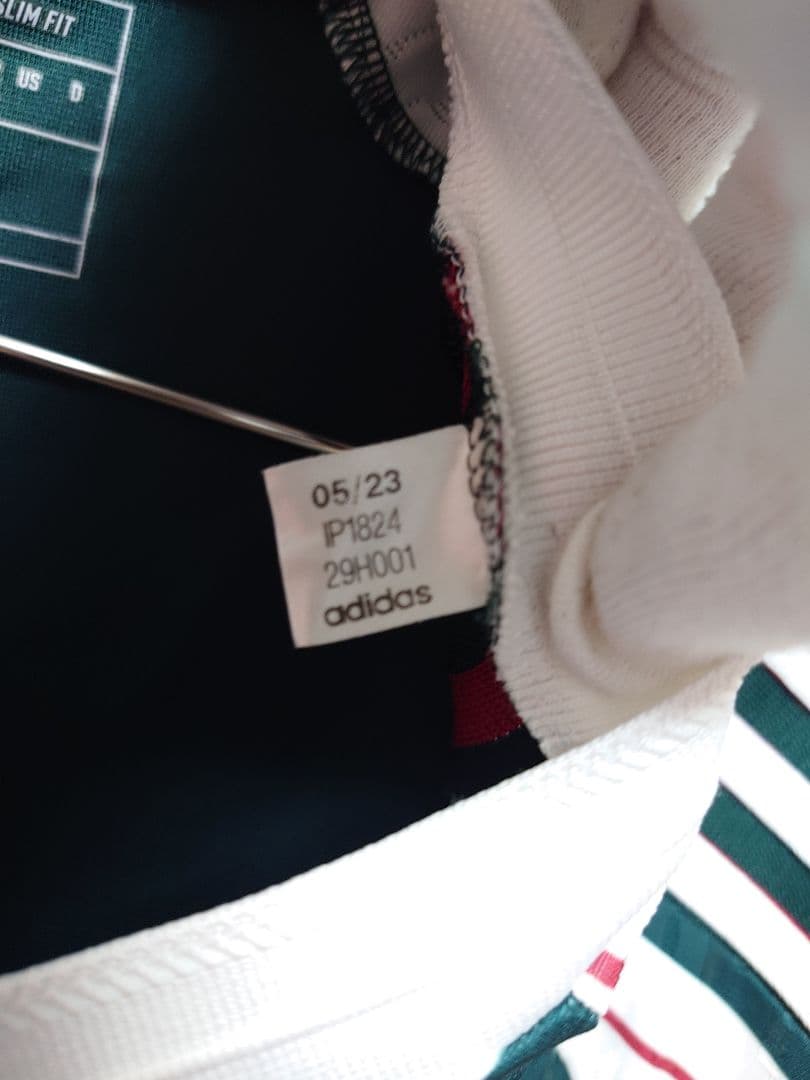 SLIM FIT
US D
05/23
IP1824
29H001
adidas